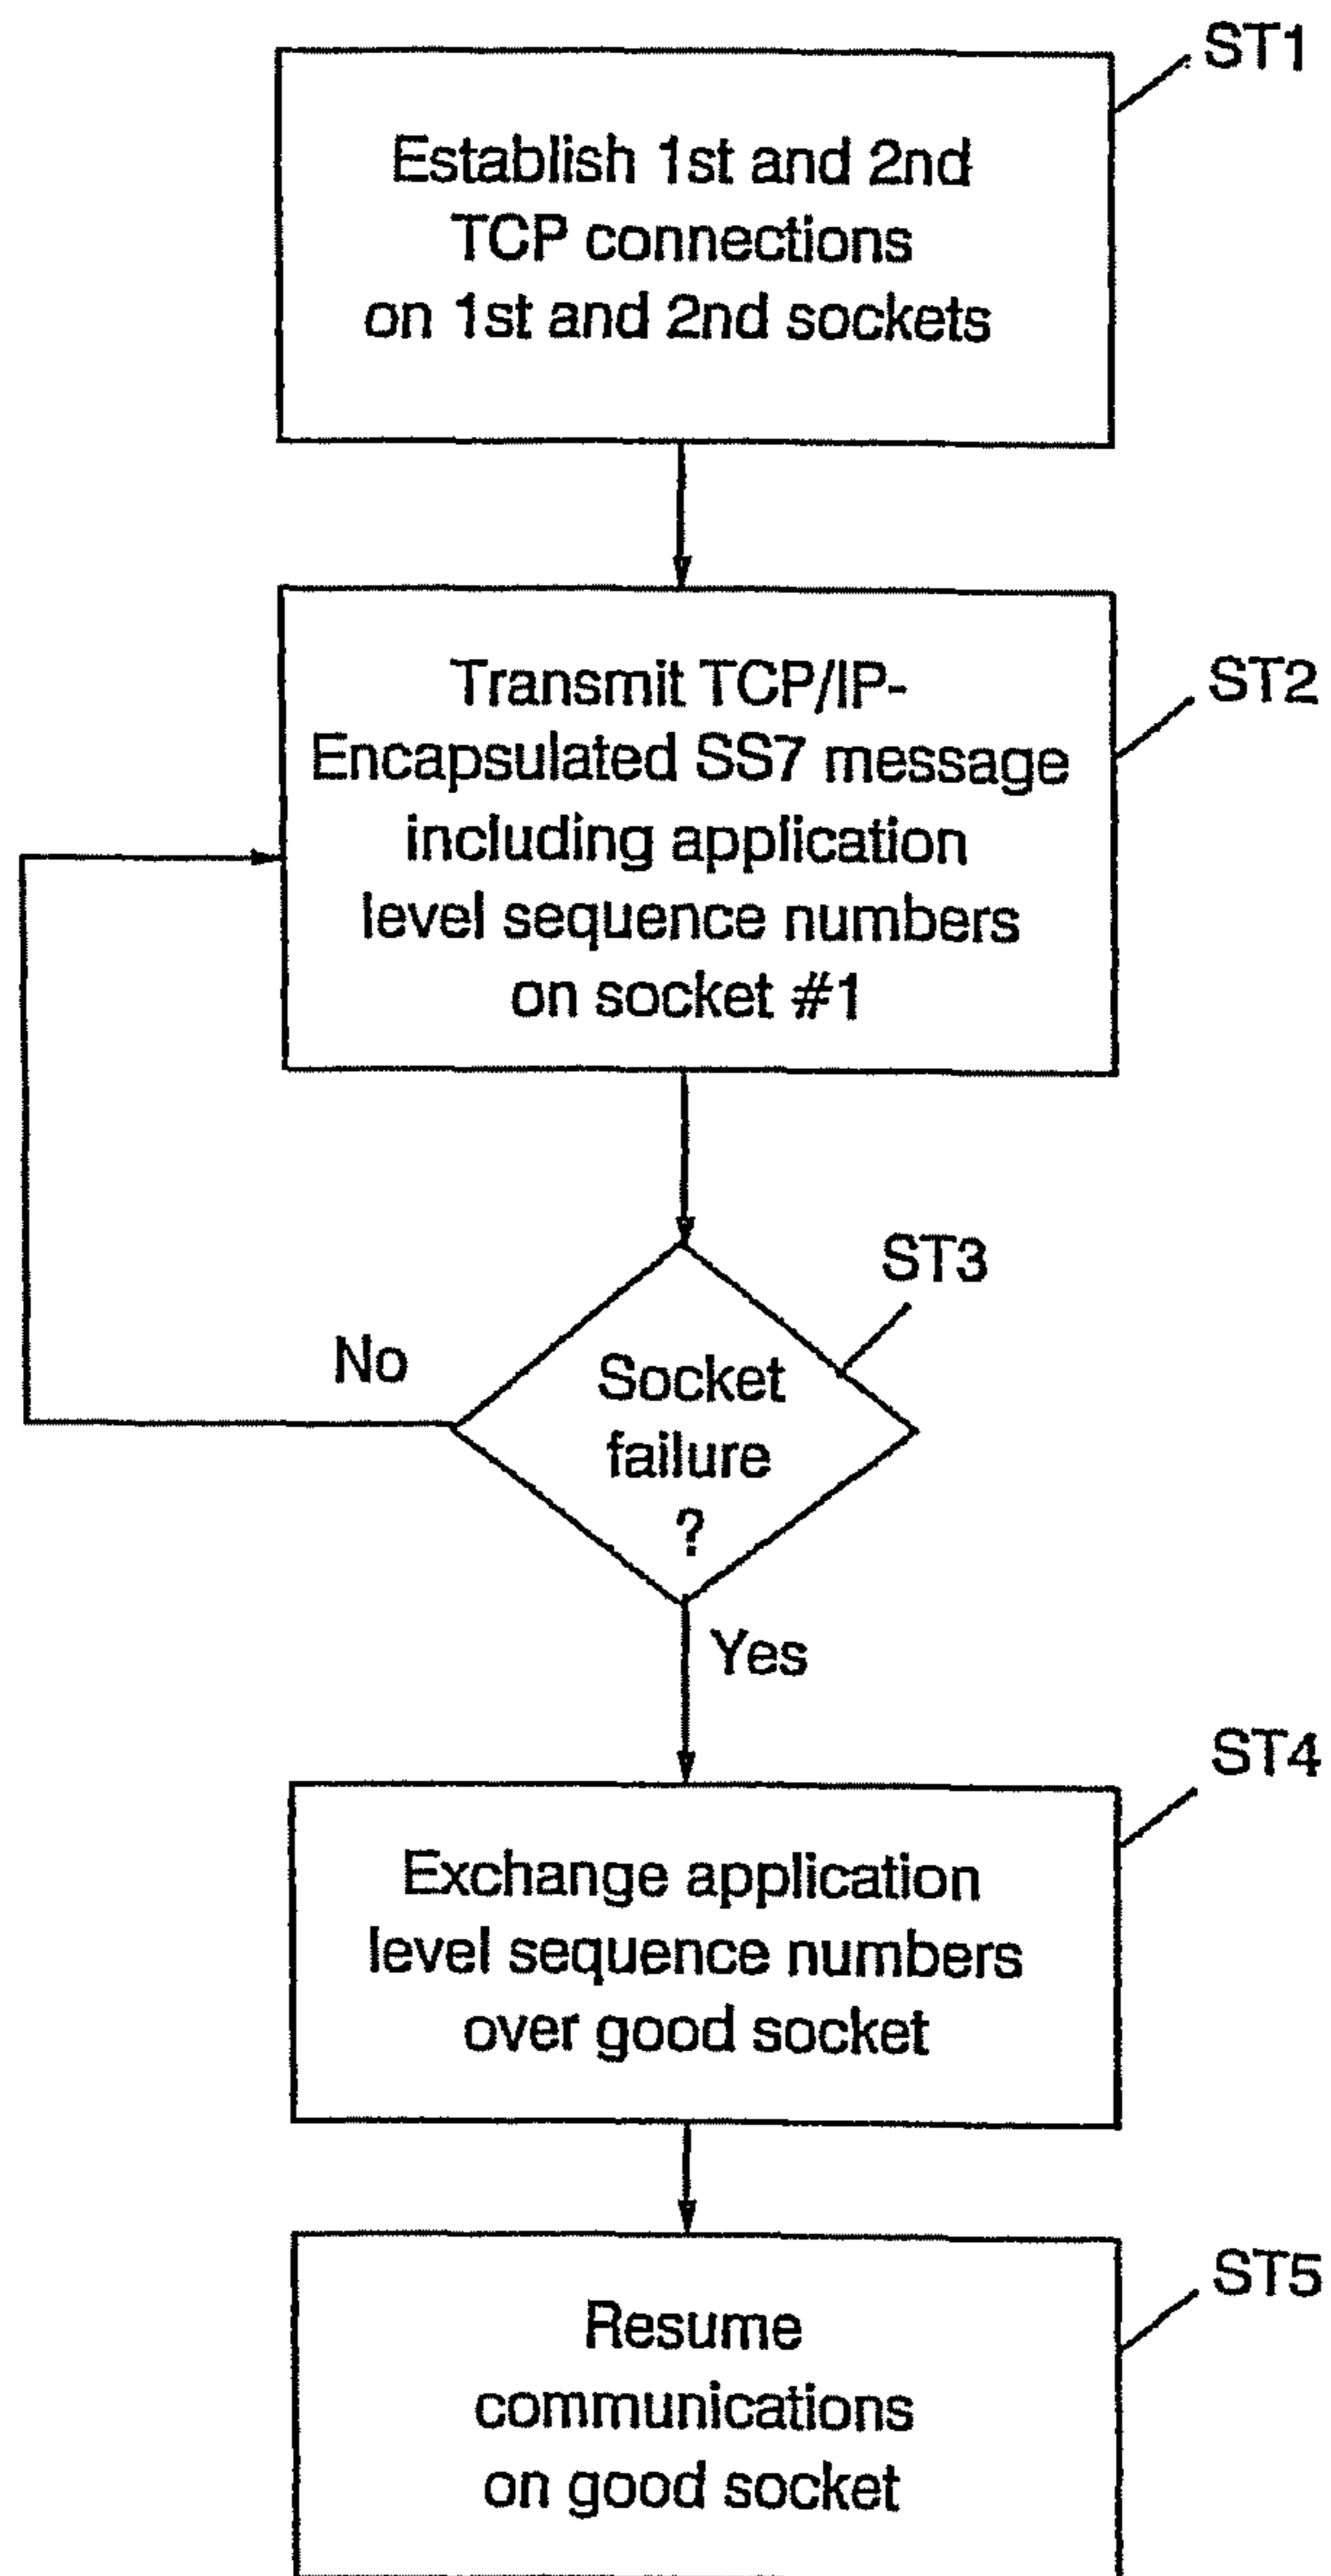 ST1
Establish 1st and 2nd
TCP connections
on 1st and 2nd sockets
ST2
Transmit TCP/IP-
Encapsulated SS7 message
including application
level sequence numbers
on socket #1
ST3
No
Socket
failure
?
Yes
ST4
Exchange application
level sequence numbers
over good socket
ST5
Resume
communications
on good socket